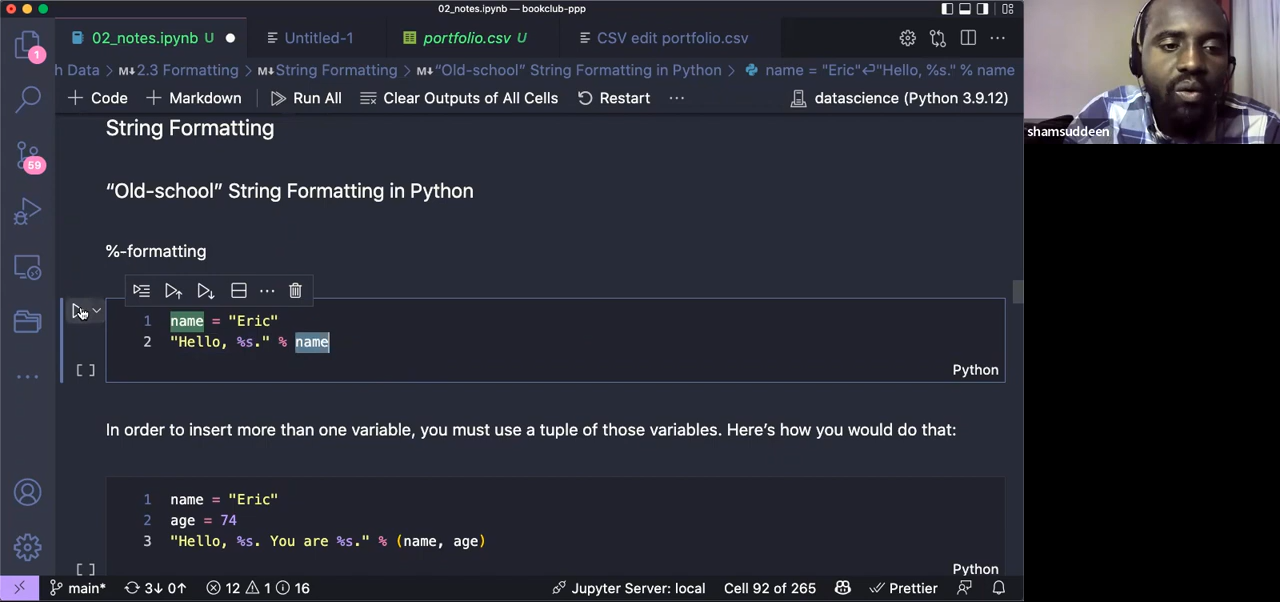 02_notes.ipynb — bookclub-ppp
02_notes.ipynb U
Untitled-1
portfolio.csv U
CSV edit portfolio.csv
h Data > M↓2.3 Formatting > M↓String Formatting > M↓“Old-school” String Formatting in Python > name = "Eric"↵"Hello, %s." % name
+ Code + Markdown Run All Clear Outputs of All Cells Restart ··· datascience (Python 3.9.12)
1
59
shamsuddeen
String Formatting
“Old-school” String Formatting in Python
%-formatting
1 name = "Eric"
2 "Hello, %s." % name
[ ]
Python
In order to insert more than one variable, you must use a tuple of those variables. Here’s how you would do that:
1 name = "Eric"
2 age = 74
3 "Hello, %s. You are %s." % (name, age)
[ ]
Python
main* 3↓ 0↑ 12 1 16 Jupyter Server: local Cell 92 of 265 Prettier